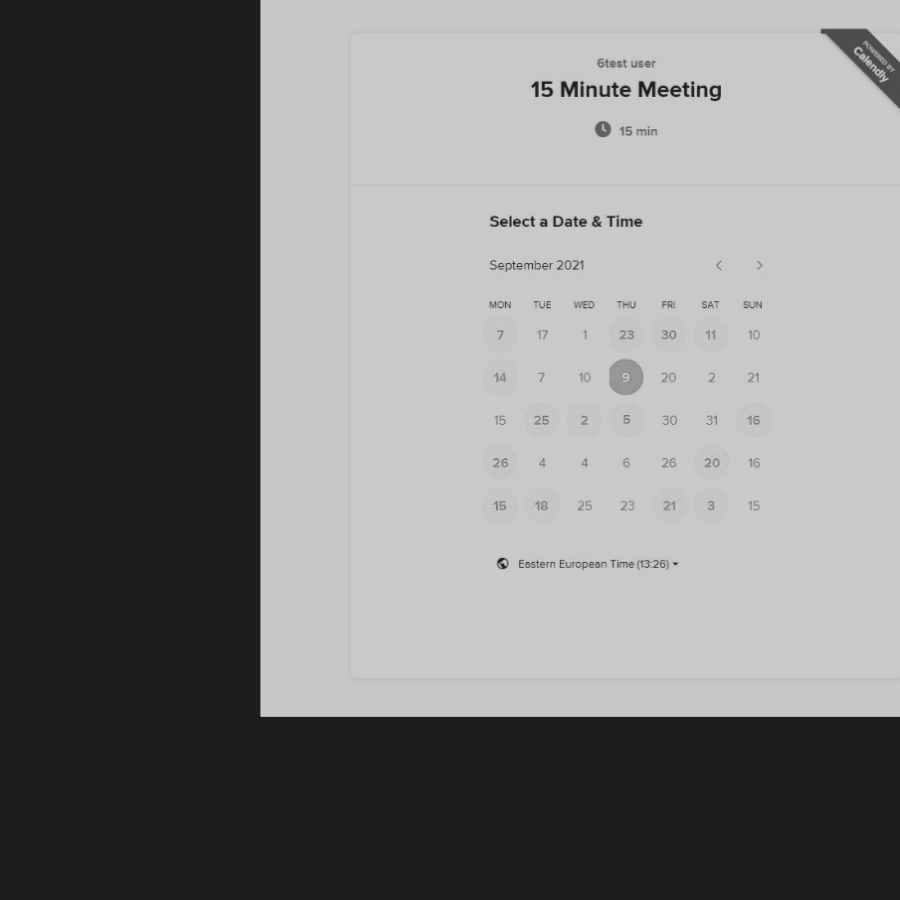 POWERED BY
Calendly
6test user
15 Minute Meeting
15 min
Select a Date & Time
September 2021
MON TUE WED THU FRI SAT SUN
7 17 1 23 30 11 10
14 7 10 9 20 2 21
15 25 2 5 30 31 16
26 4 4 6 26 20 16
15 18 25 23 21 3 15
Eastern European Time (13:26)